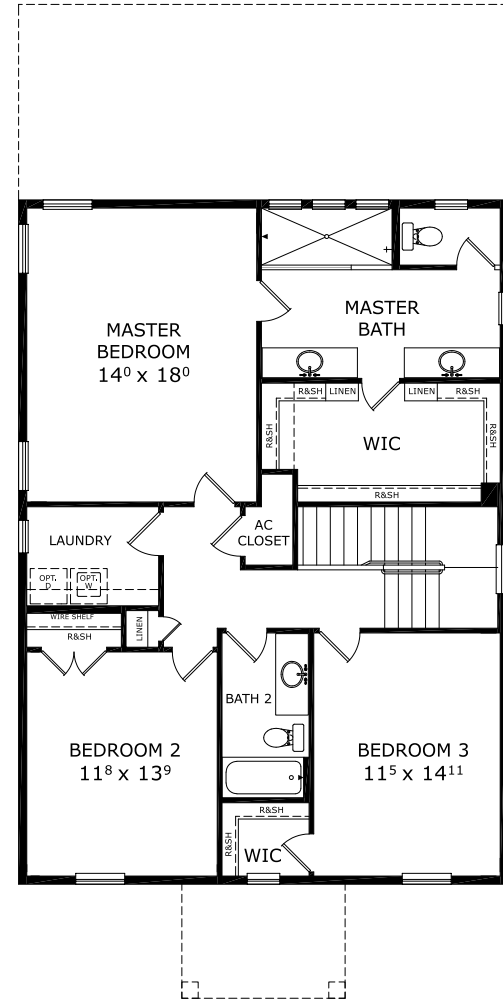 MASTER
BEDROOM
14⁰ x 18⁰
MASTER
BATH
R&SH
LINEN
LINEN
R&SH
R&SH
WIC
R&SH
R&SH
LAUNDRY
OPT.
D
OPT.
W
AC
CLOSET
WIRE SHELF
R&SH
LINEN
BATH 2
BEDROOM 2
11⁸ x 13⁹
BEDROOM 3
11⁵ x 14¹¹
R&SH
R&SH
WIC